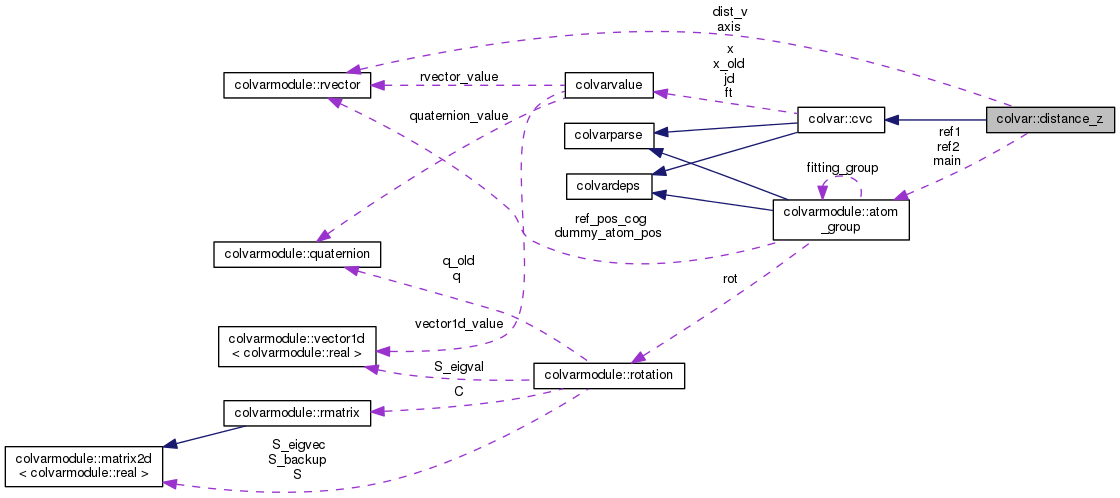 dist_v
axis
x
x_old
jd
ft
colvarmodule::rvector
rvector_value
colvarvalue
quaternion_value
colvar::cvc
colvar::distance_z
colvarparse
ref1
ref2
main
fitting_group
colvardeps
colvarmodule::atom
_group
ref_pos_cog
dummy_atom_pos
colvarmodule::quaternion
q_old
q
rot
vector1d_value
colvarmodule::vector1d
< colvarmodule::real >
S_eigval
colvarmodule::rotation
C
colvarmodule::rmatrix
S_eigvec
S_backup
S
colvarmodule::matrix2d
< colvarmodule::real >